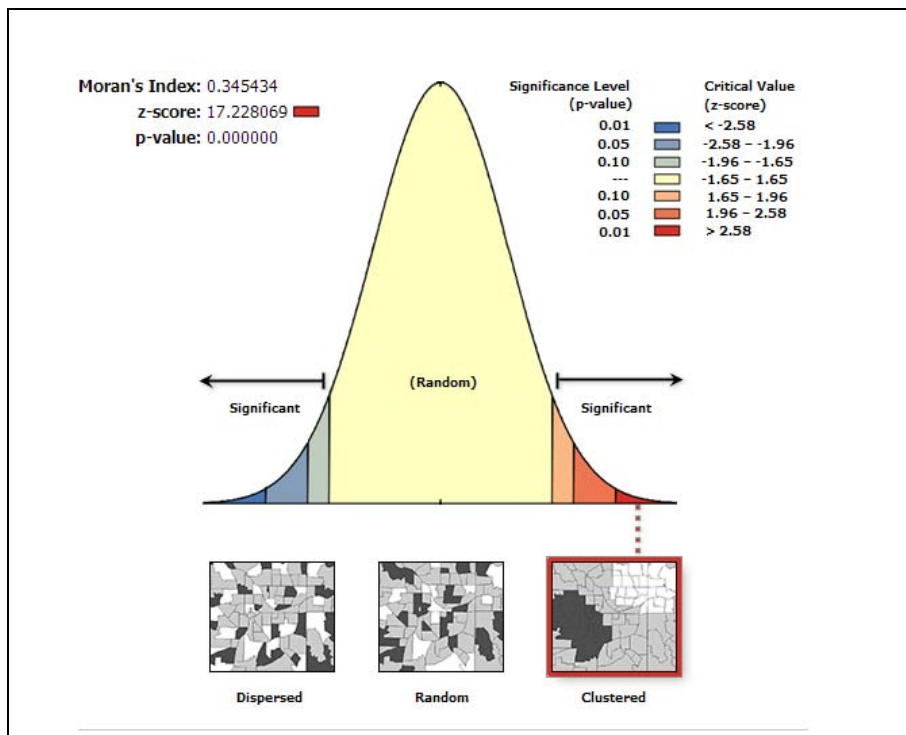 Moran's Index: 0.345434
z-score: 17.228069
p-value: 0.000000
Significance Level
(p-value)
Critical Value
(z-score)
0.01 < -2.58
0.05 -2.58 – -1.96
0.10 -1.96 – -1.65
--- -1.65 – 1.65
0.10 1.65 – 1.96
0.05 1.96 – 2.58
0.01 > 2.58
(Random)
Significant
Significant
Dispersed
Random
Clustered